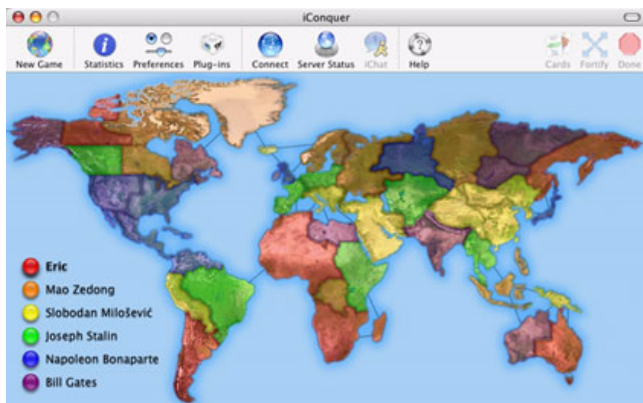 iConquer
New Game Statistics Preferences Plug-ins Connect Server Status iChat Help Cards Fortify Done
Eric
Mao Zedong
Slobodan Milošević
Joseph Stalin
Napoleon Bonaparte
Bill Gates